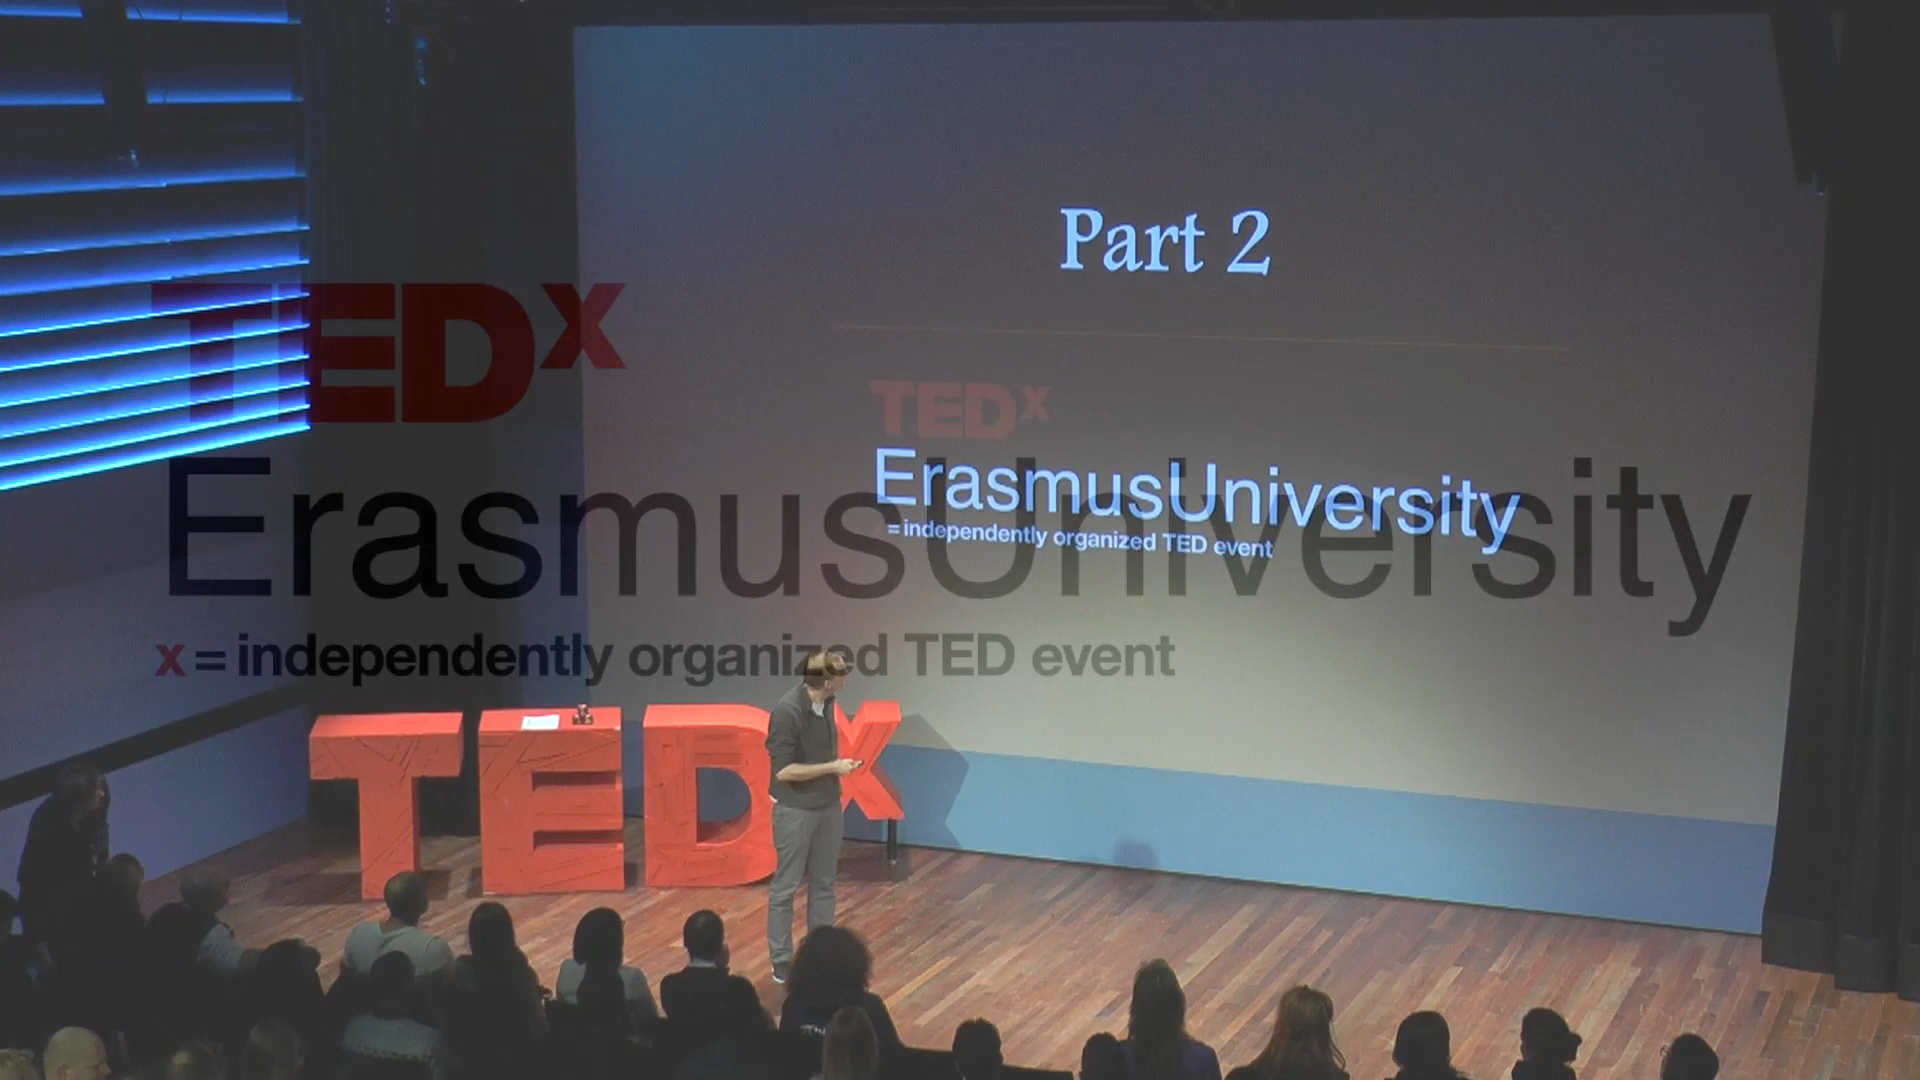 Part 2
TEDx
ErasmusUniversity
= independently organized TED event
TEDx
ErasmusUniversity
x = independently organized TED event
TEDX